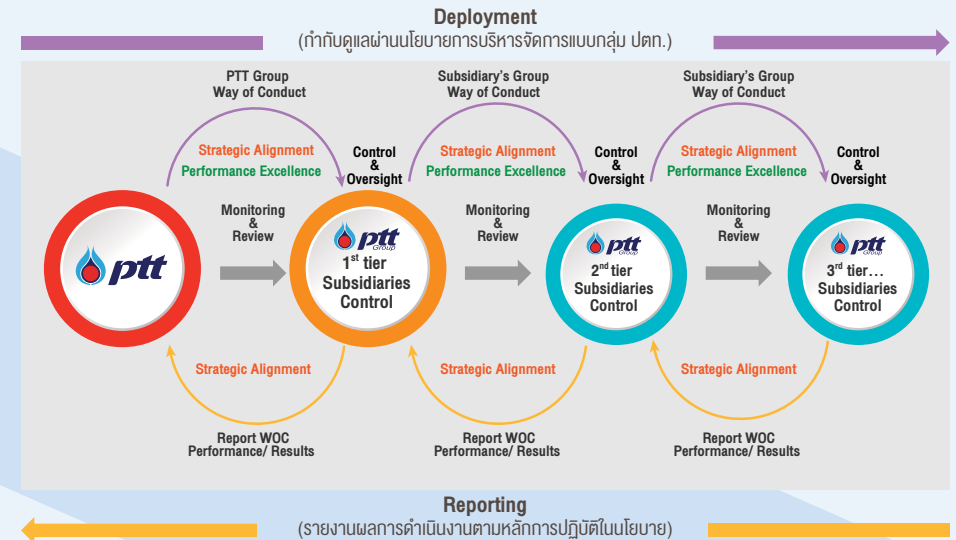 Deployment
(กำกับดูแลผ่านนโยบายการบริหารจัดการแบบกลุ่ม ปตท.)
PTT Group
Way of Conduct
Subsidiary's Group
Way of Conduct
Subsidiary's Group
Way of Conduct
Strategic Alignment
Performance Excellence
Control
&
Oversight
Strategic Alignment
Performance Excellence
Control
&
Oversight
Strategic Alignment
Performance Excellence
Control
&
Oversight
Monitoring
&
Review
Monitoring
&
Review
Monitoring
&
Review
ptt
ptt
Group
1st tier
Subsidiaries
Control
ptt
Group
2nd tier
Subsidiaries
Control
ptt
Group
3rd tier…
Subsidiaries
Control
Strategic Alignment
Strategic Alignment
Strategic Alignment
Report WOC
Performance/ Results
Report WOC
Performance/ Results
Report WOC
Performance/ Results
Reporting
(รายงานผลการดำเนินงานตามหลักการปฏิบัติในนโยบาย)